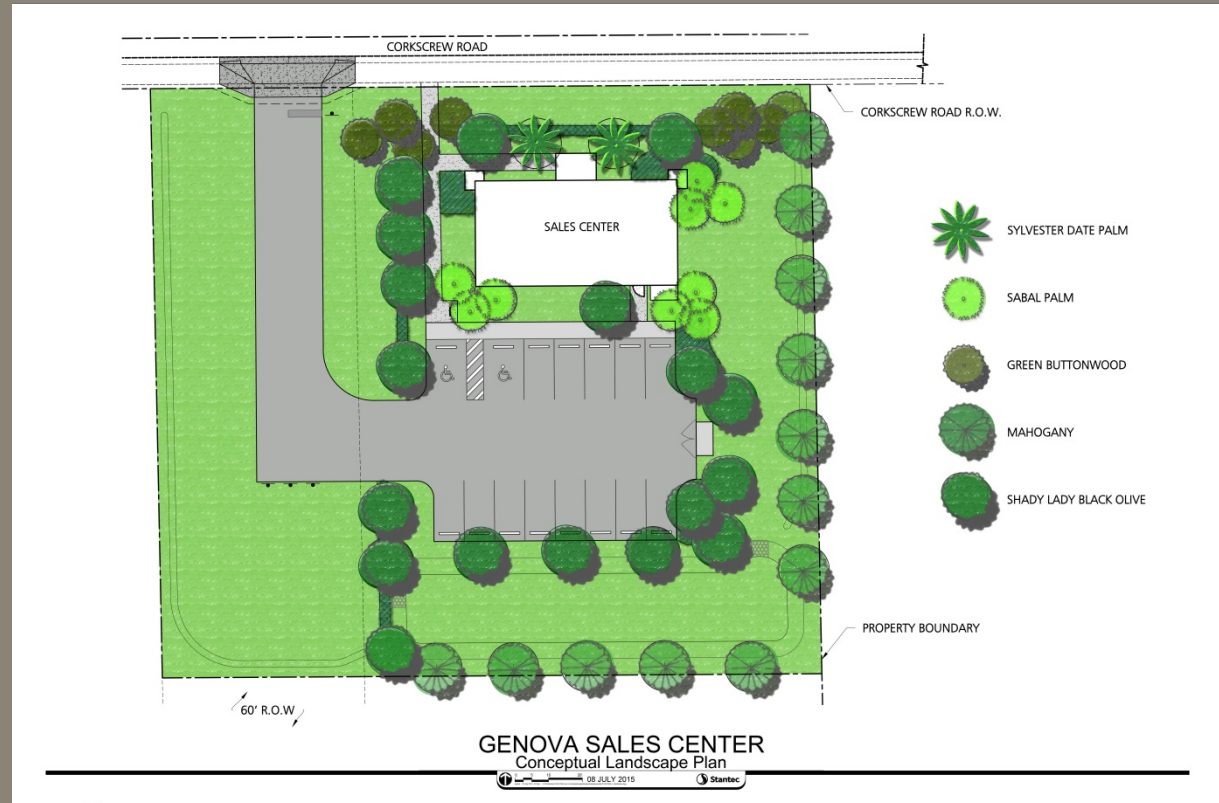 CORKSCREW ROAD
CORKSCREW ROAD R.O.W.
SYLVESTER DATE PALM
SALES CENTER
SABAL PALM
GREEN BUTTONWOOD
MAHOGANY
SHADY LADY BLACK OLIVE
PROPERTY BOUNDARY
60' R.O.W
GENOVA SALES CENTER
Conceptual Landscape Plan
08 JULY 2015
Stantec